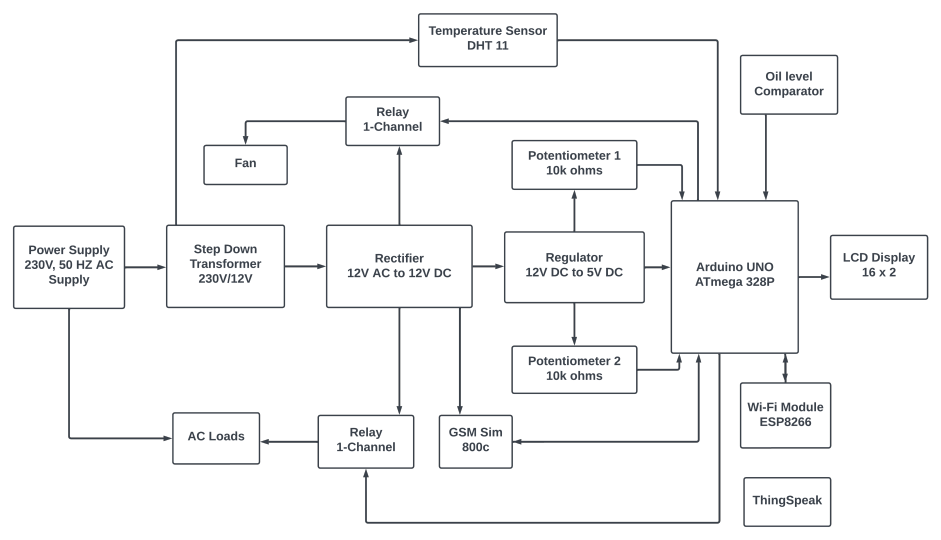 Temperature Sensor
DHT 11
Oil level
Comparator
Relay
1-Channel
Fan
Potentiometer 1
10k ohms
Power Supply
230V, 50 HZ AC
Supply
Step Down
Transformer
230V/12V
Rectifier
12V AC to 12V DC
Regulator
12V DC to 5V DC
Arduino UNO
ATmega 328P
LCD Display
16 x 2
Potentiometer 2
10k ohms
Wi-Fi Module
ESP8266
AC Loads
Relay
1-Channel
GSM Sim
800c
ThingSpeak